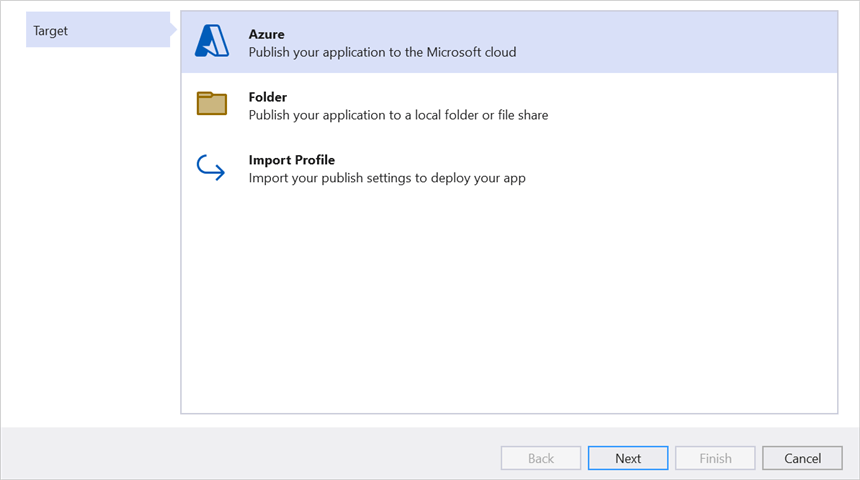 Target
Azure
Publish your application to the Microsoft cloud
Folder
Publish your application to a local folder or file share
Import Profile
Import your publish settings to deploy your app
Back
Next
Finish
Cancel